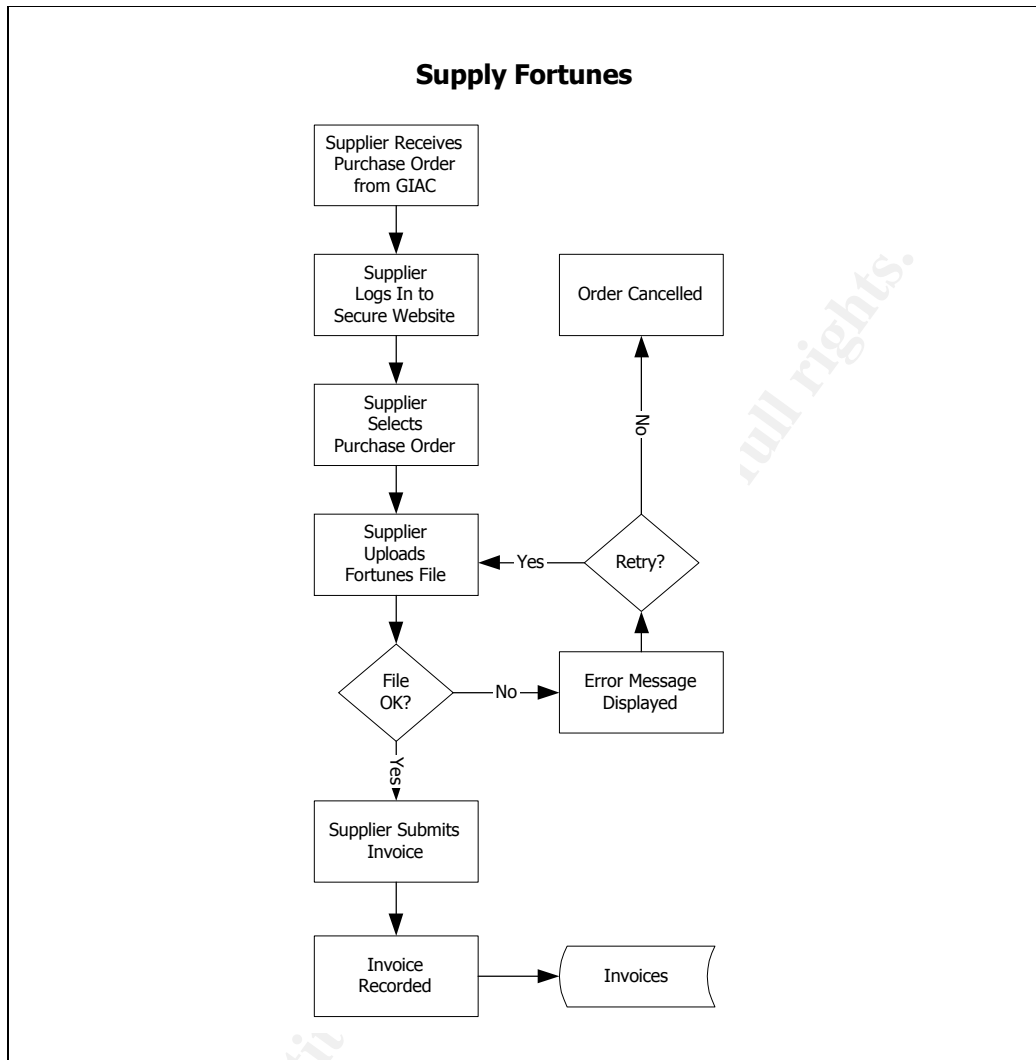 Supply Fortunes
Supplier Receives
Purchase Order
from GIAC
Supplier
Logs In to
Secure Website
Order Cancelled
Supplier
Selects
Purchase Order
No
Supplier
Uploads
Fortunes File
Yes
Retry?
File
OK?
No
Error Message
Displayed
Yes
Supplier Submits
Invoice
Invoice
Recorded
Invoices
full rights.